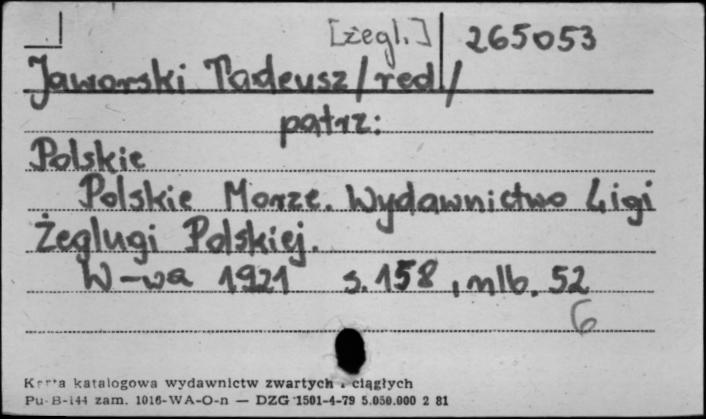 [żegl.] 265053
Jaworski Tadeusz /red/
patrz:
Polskie
Polskie Morze. Wydawnictwo Ligi
Żeglugi Polskiej.
W-wa 1921 s. 158, nlb. 52
6
Karta katalogowa wydawnictw zwartych i ciągłych
Pu-B-144 zam. 1016-WA-O-n — DZG 1501-4-79 5.050.000 2 81